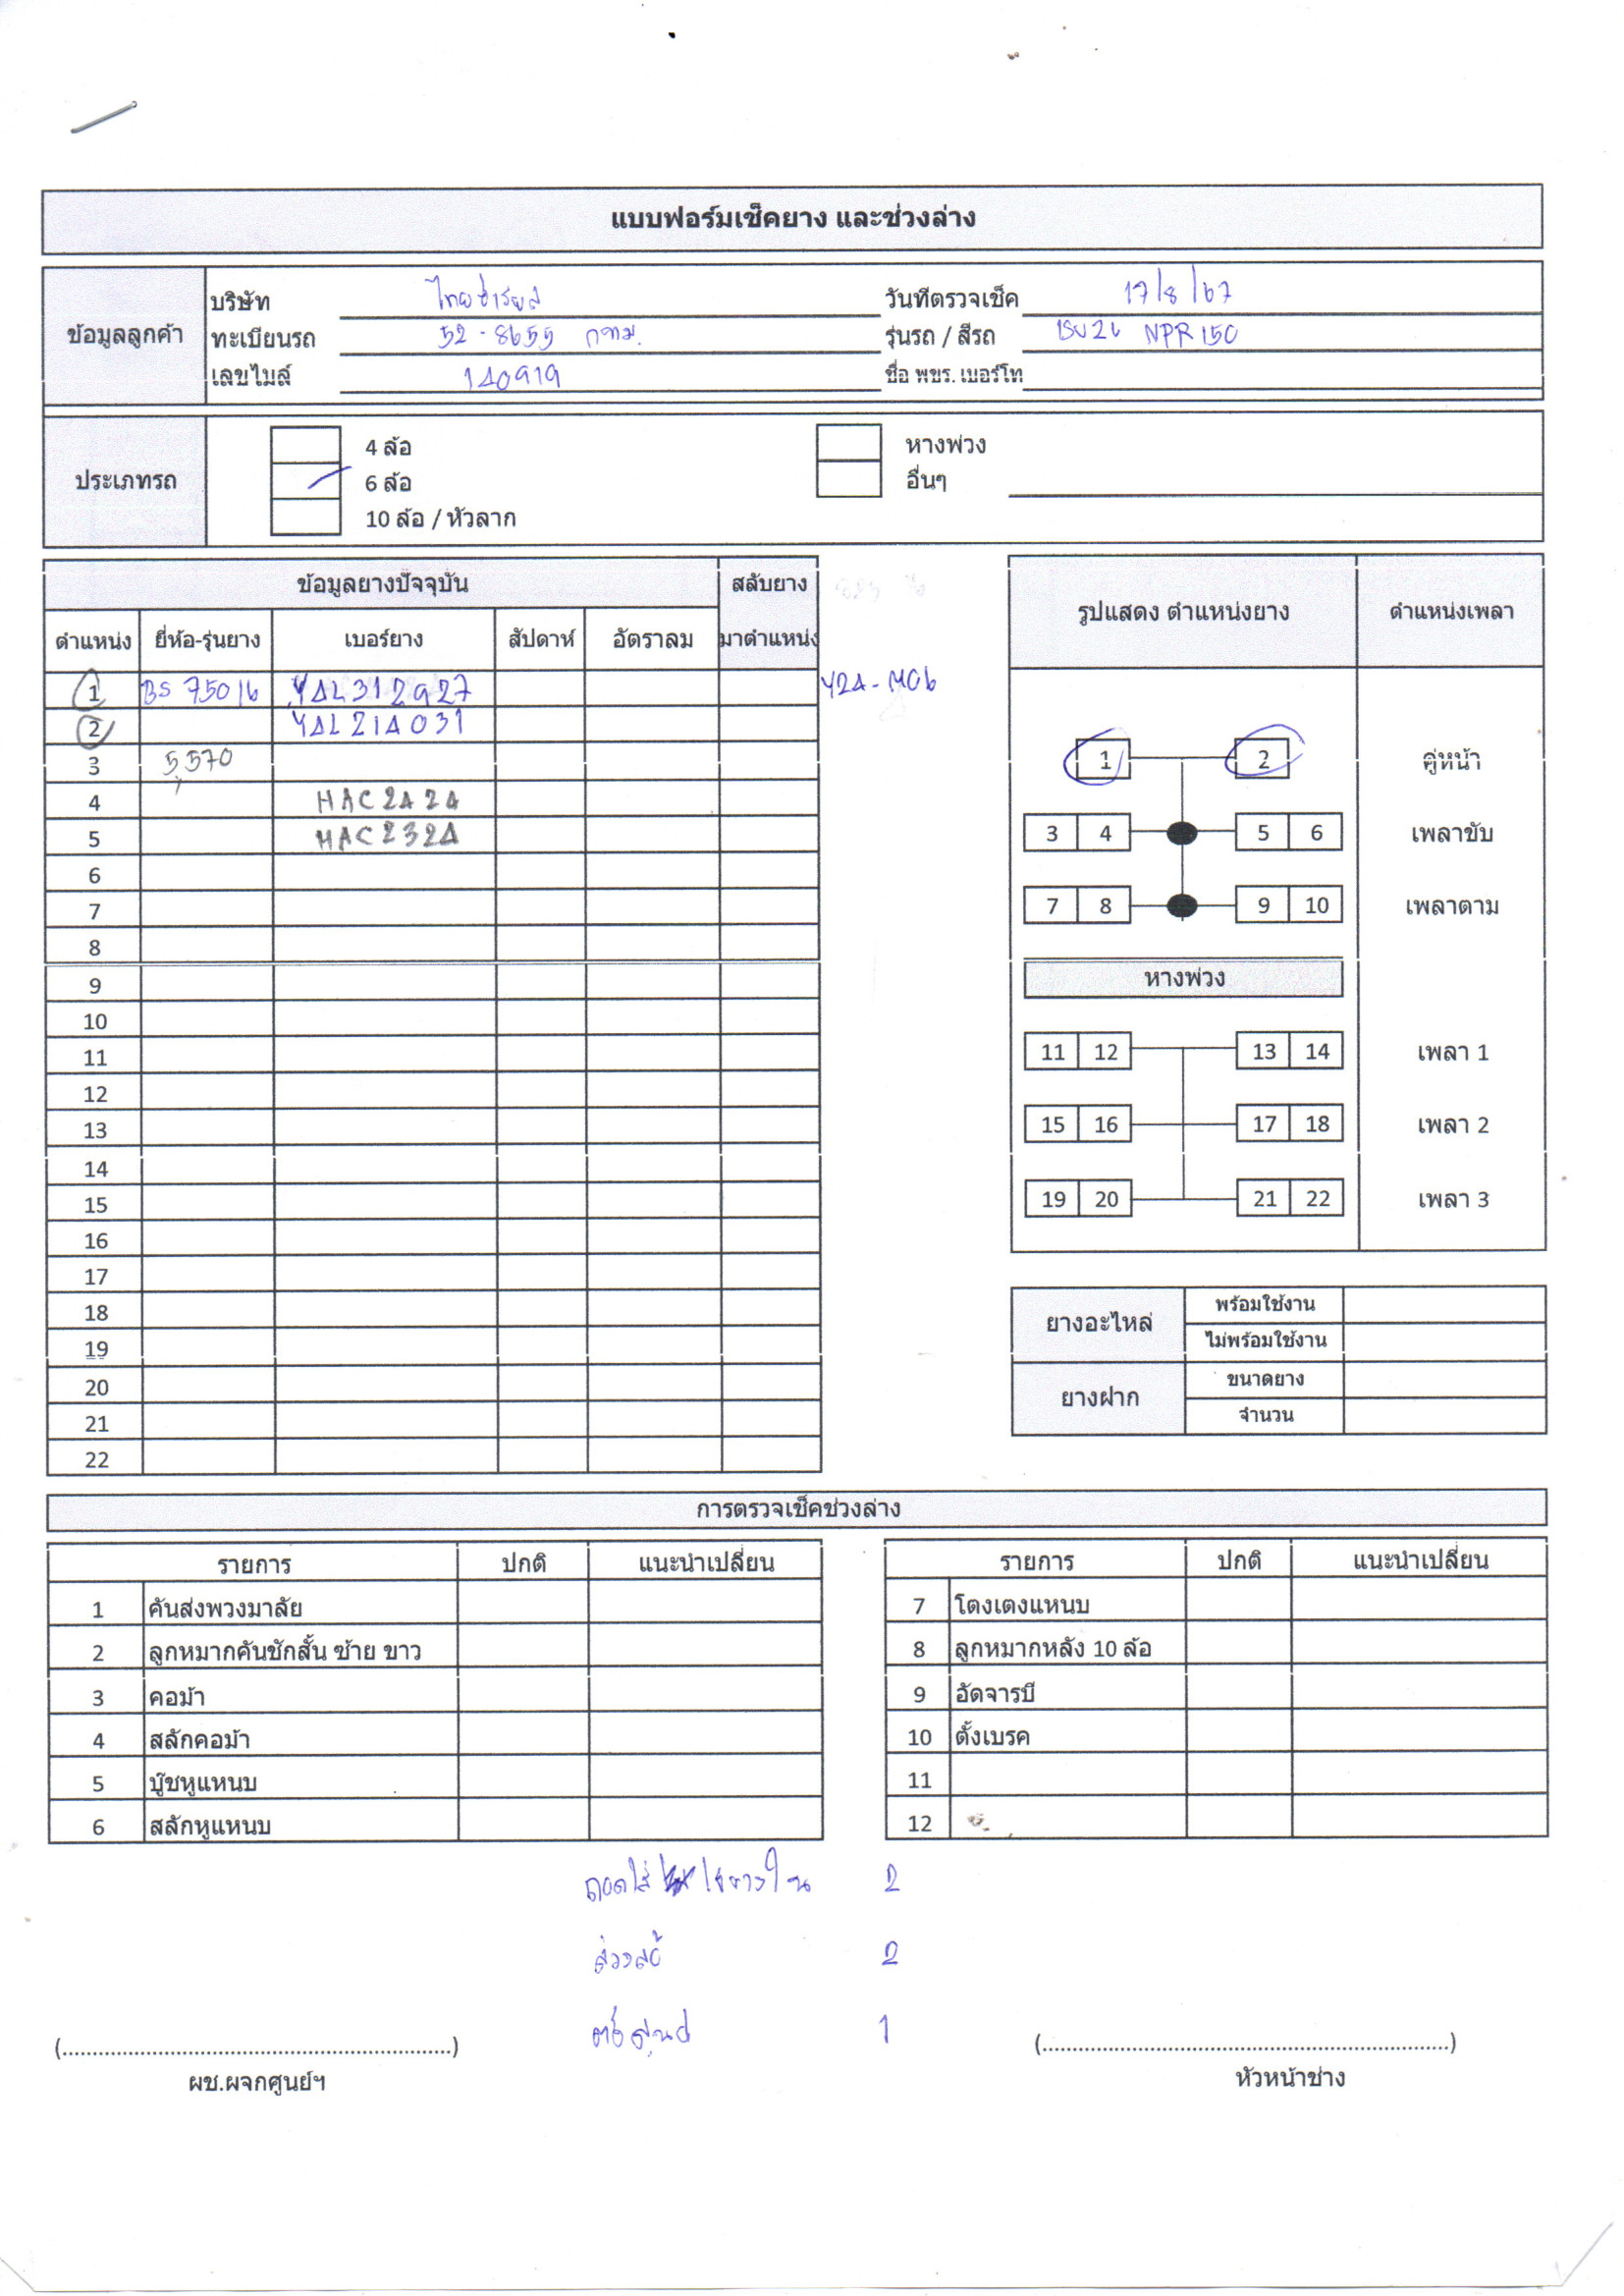 แบบฟอร์มเช็คยาง และช่วงล่าง
ข้อมูลลูกค้า
บริษัท
วันที่ตรวจเช็ค 17/8/67
ทะเบียนรถ 52-8655 กทม.
รุ่นรถ / สีรถ NPR 150
เลขไมล์ 140919
ชื่อ พขร. เบอร์โท
ประเภทรถ
4 ล้อ
6 ล้อ
10 ล้อ / หัวลาก
หางพ่วง
อื่นๆ
ข้อมูลยางปัจจุบัน สลับยาง
ตำแหน่ง ยี่ห้อ-รุ่นยาง เบอร์ยาง สัปดาห์ อัตราลม มาตำแหน่ง
1 BS 75016 Y4L312927 Y24-M06
2 Y4L214031
3 5,570
4 HAC2424
5 HAC2324
6
7
8
9
10
11
12
13
14
15
16
17
18
19
20
21
22
รูปแสดง ตำแหน่งยาง ตำแหน่งเพลา
1 2 คู่หน้า
3 4 5 6 เพลาขับ
7 8 9 10 เพลาตาม
หางพ่วง
11 12 13 14 เพลา 1
15 16 17 18 เพลา 2
19 20 21 22 เพลา 3
ยางอะไหล่ พร้อมใช้งาน
ไม่พร้อมใช้งาน
ยางฝาก ขนาดยาง
จำนวน
การตรวจเช็คช่วงล่าง
รายการ ปกติ แนะนำเปลี่ยน
1 คันส่งพวงมาลัย
2 ลูกหมากคันชักสั้น ซ้าย ขาว
3 คอม้า
4 สลักคอม้า
5 บู๊ชหูแหนบ
6 สลักหูแหนบ
รายการ ปกติ แนะนำเปลี่ยน
7 โตงเตงแหนบ
8 ลูกหมากหลัง 10 ล้อ
9 อัดจารบี
10 ตั้งเบรค
11
12
ถอดใส่ 2
ถ่วงล้อ 2
ตั้งศูนย์ 1
(....................) (....................)
ผช.ผจกศูนย์ฯ หัวหน้าช่าง